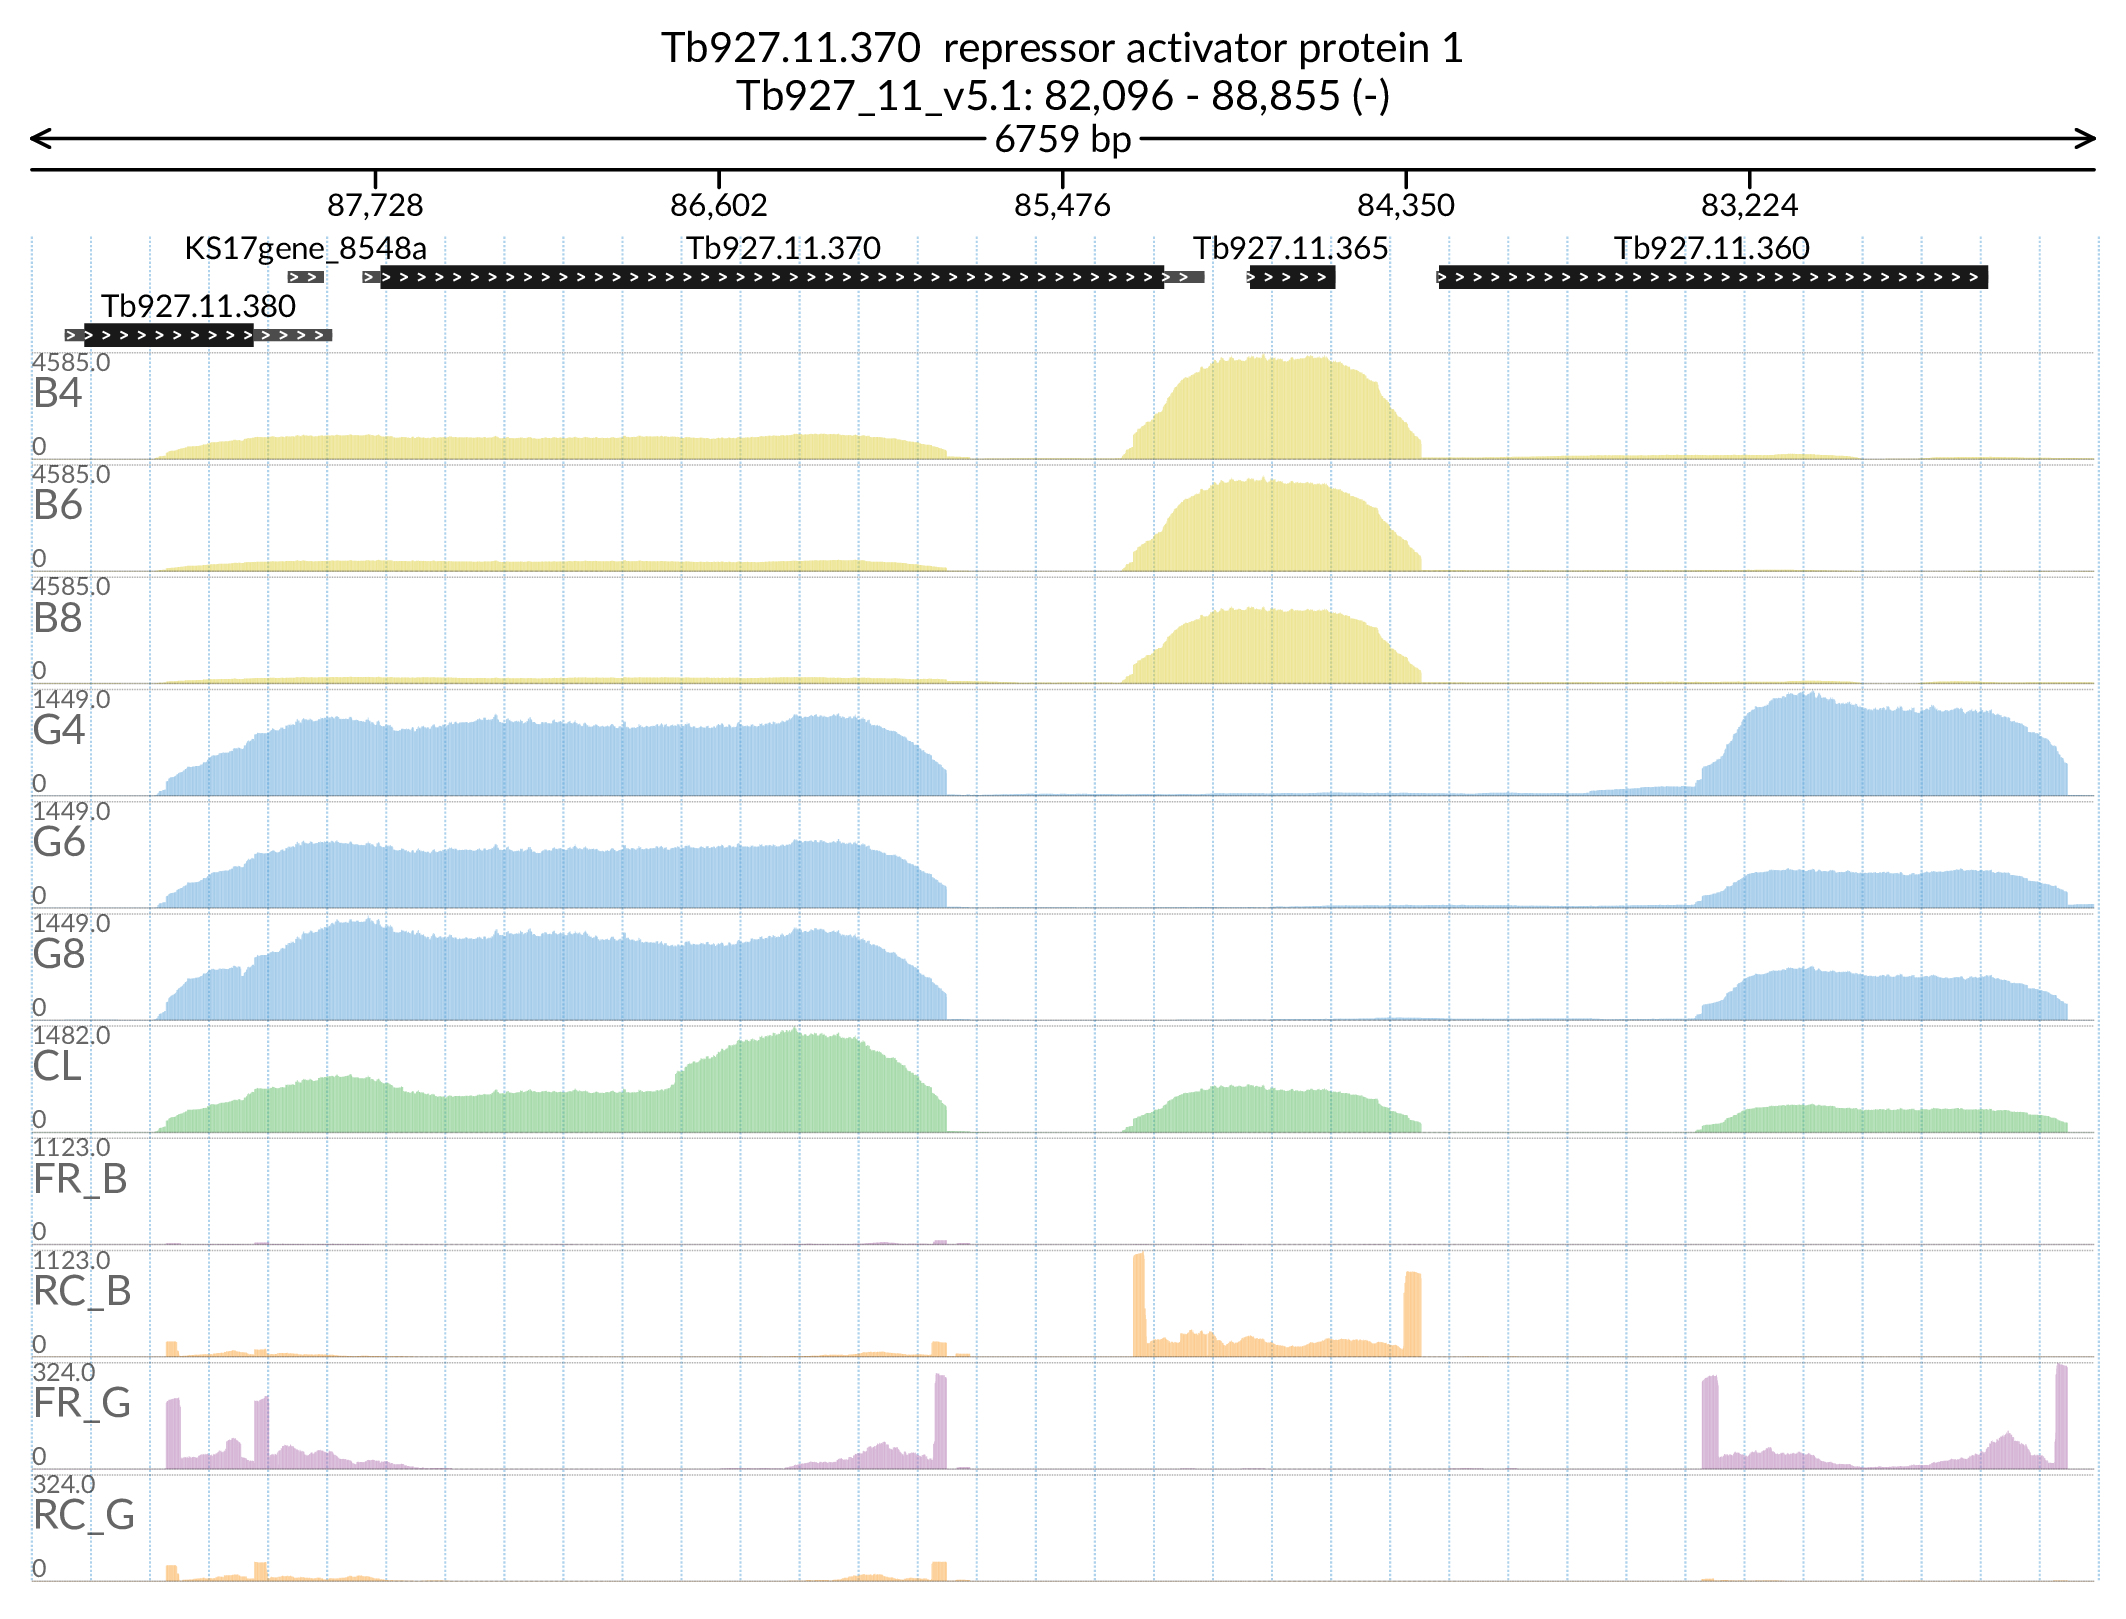 Tb927.11.370  repressor activator protein 1
Tb927_11_v5.1: 82,096 - 88,855 (-)
6759 bp
87,728 86,602 85,476 84,350 83,224
KS17gene_8548a Tb927.11.370 Tb927.11.365 Tb927.11.360
Tb927.11.380
4585.0
B4
0
4585.0
B6
0
4585.0
B8
0
1449.0
G4
0
1449.0
G6
0
1449.0
G8
0
1482.0
CL
0
1123.0
FR_B
0
1123.0
RC_B
0
324.0
FR_G
0
324.0
RC_G
0